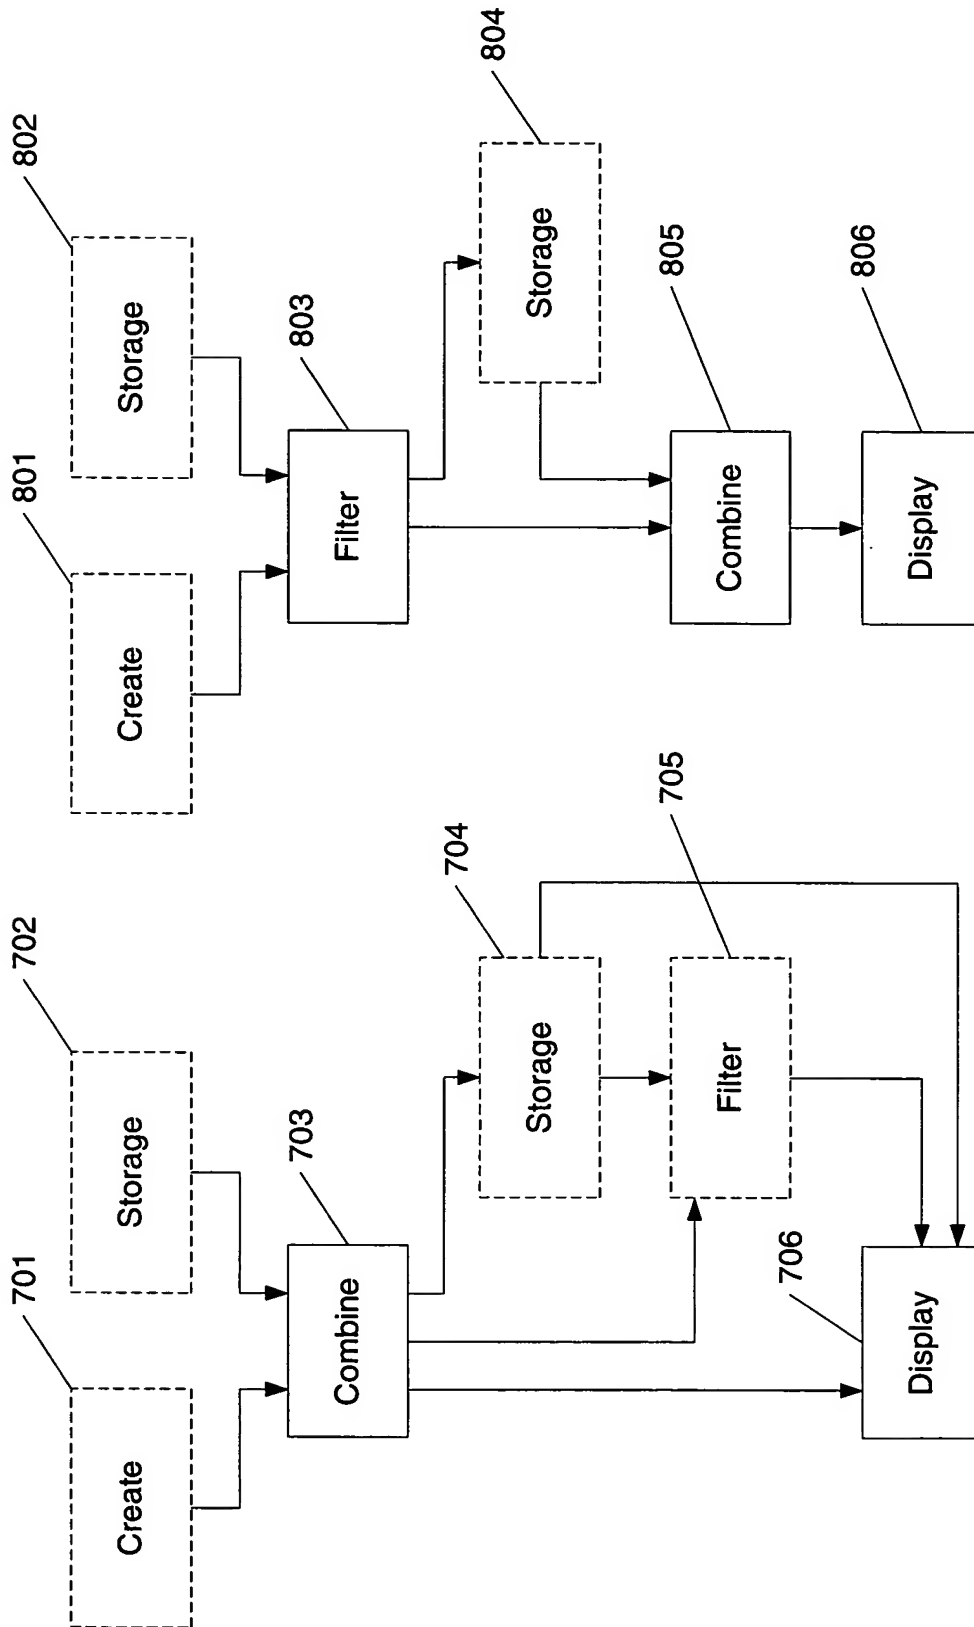 701
Create
702
Storage
703
Combine
704
Storage
705
Filter
706
Display
801
Create
802
Storage
803
Filter
804
Storage
805
Combine
806
Display